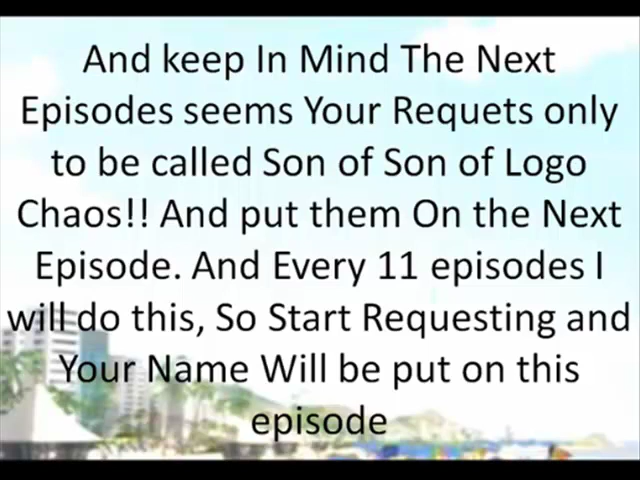 And keep In Mind The Next
Episodes seems Your Requets only
to be called Son of Son of Logo
Chaos!! And put them On the Next
Episode. And Every 11 episodes I
will do this, So Start Requesting and
Your Name Will be put on this
episode